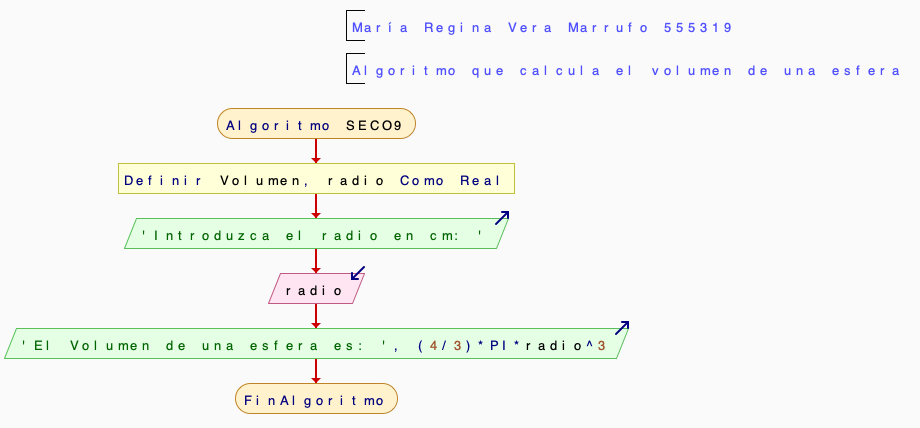 María Regina Vera Marrufo 555319
Algoritmo que calcula el volumen de una esfera
Algoritmo SECO9
Definir Volumen, radio Como Real
'Introduzca el radio en cm: '
radio
'El Volumen de una esfera es: ', (4/3)*PI*radio^3
FinAlgoritmo